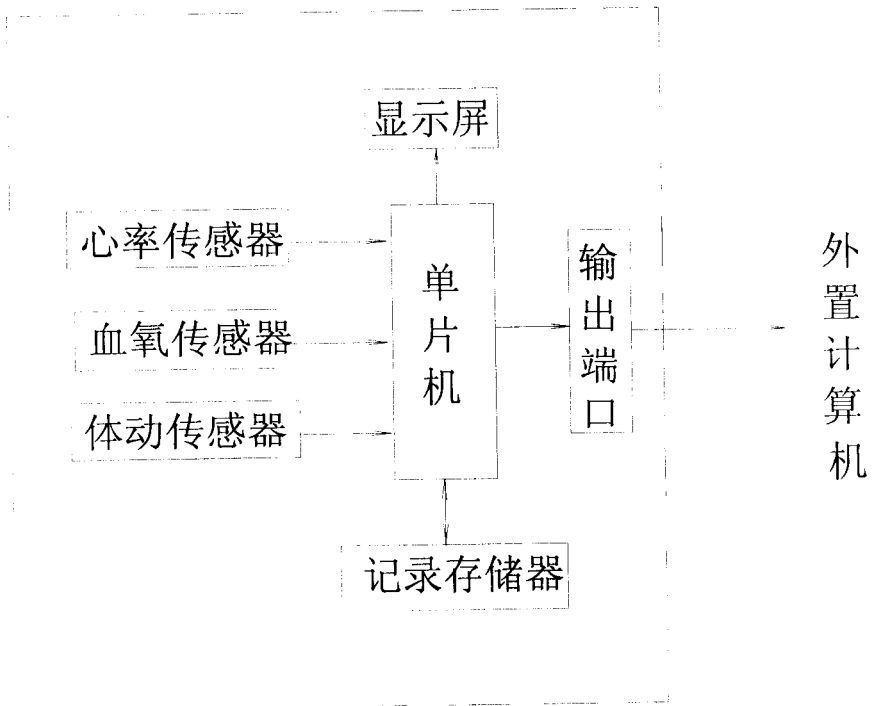 显示屏
心率传感器
血氧传感器
体动传感器
单片机
输出端口
外置计算机
记录存储器